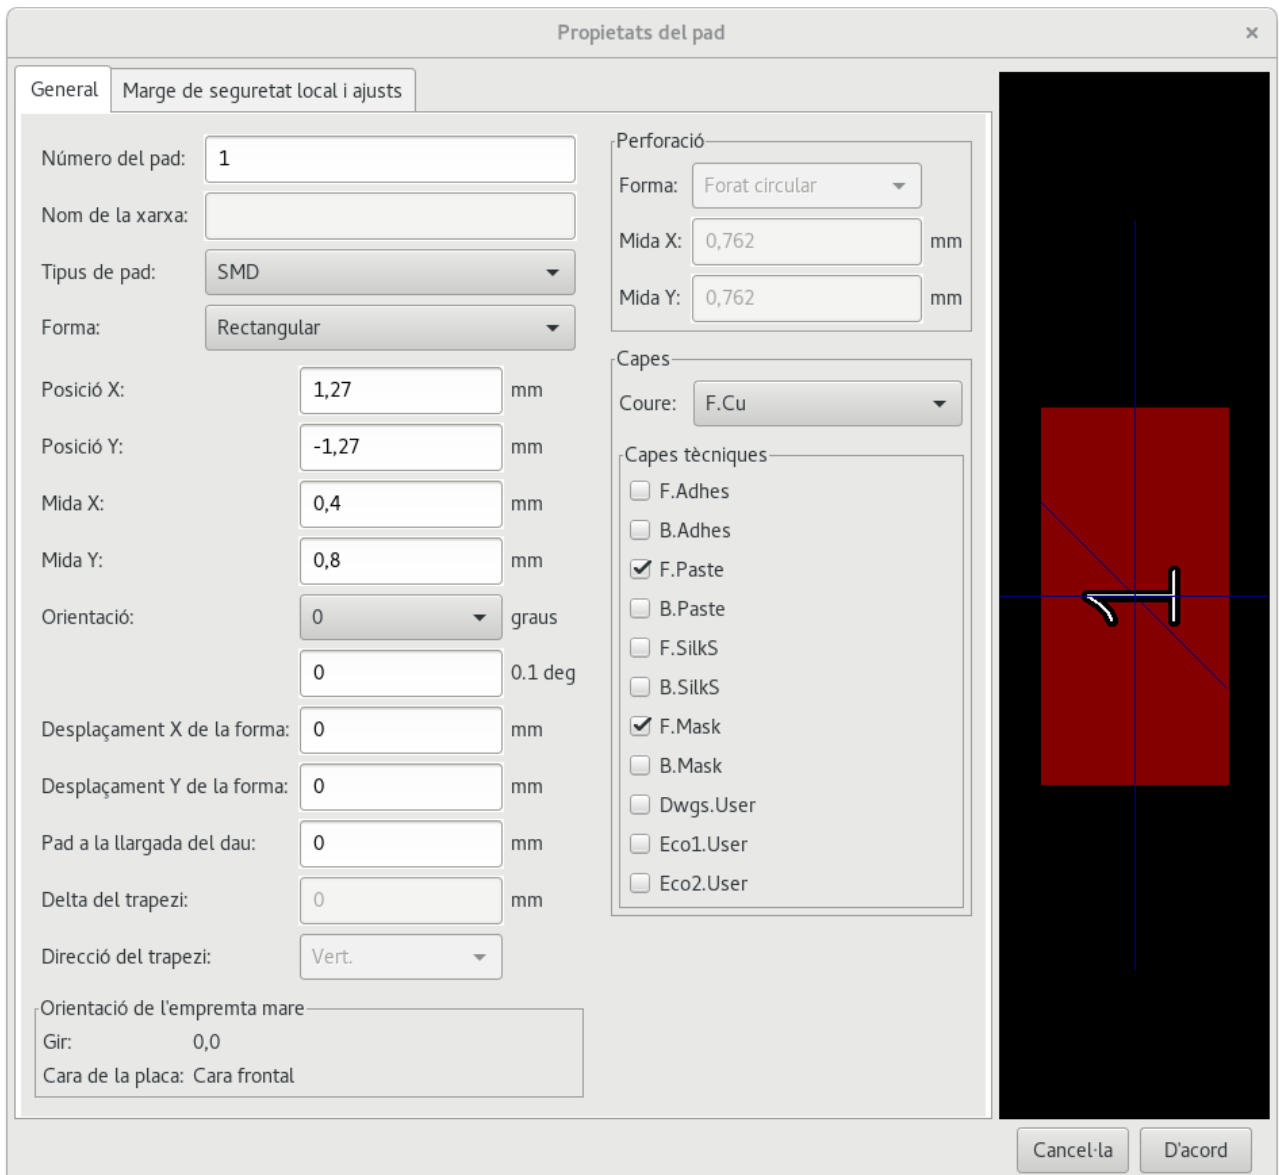 Propietats del pad ×
General Marge de seguretat local i ajusts
Número del pad: 1
Nom de la xarxa:
Tipus de pad: SMD
Forma: Rectangular
Posició X: 1,27 mm
Posició Y: -1,27 mm
Mida X: 0,4 mm
Mida Y: 0,8 mm
Orientació: 0 graus
0 0.1 deg
Desplaçament X de la forma: 0 mm
Desplaçament Y de la forma: 0 mm
Pad a la llargada del dau: 0 mm
Delta del trapezi: 0 mm
Direcció del trapezi: Vert.
Orientació de l'empremta mare
Gir: 0,0
Cara de la placa: Cara frontal
Perforació
Forma: Forat circular
Mida X: 0,762 mm
Mida Y: 0,762 mm
Capes
Coure: F.Cu
Capes tècniques
F.Adhes
B.Adhes
F.Paste
B.Paste
F.SilkS
B.SilkS
F.Mask
B.Mask
Dwgs.User
Eco1.User
Eco2.User
1
Cancel·la D'acord